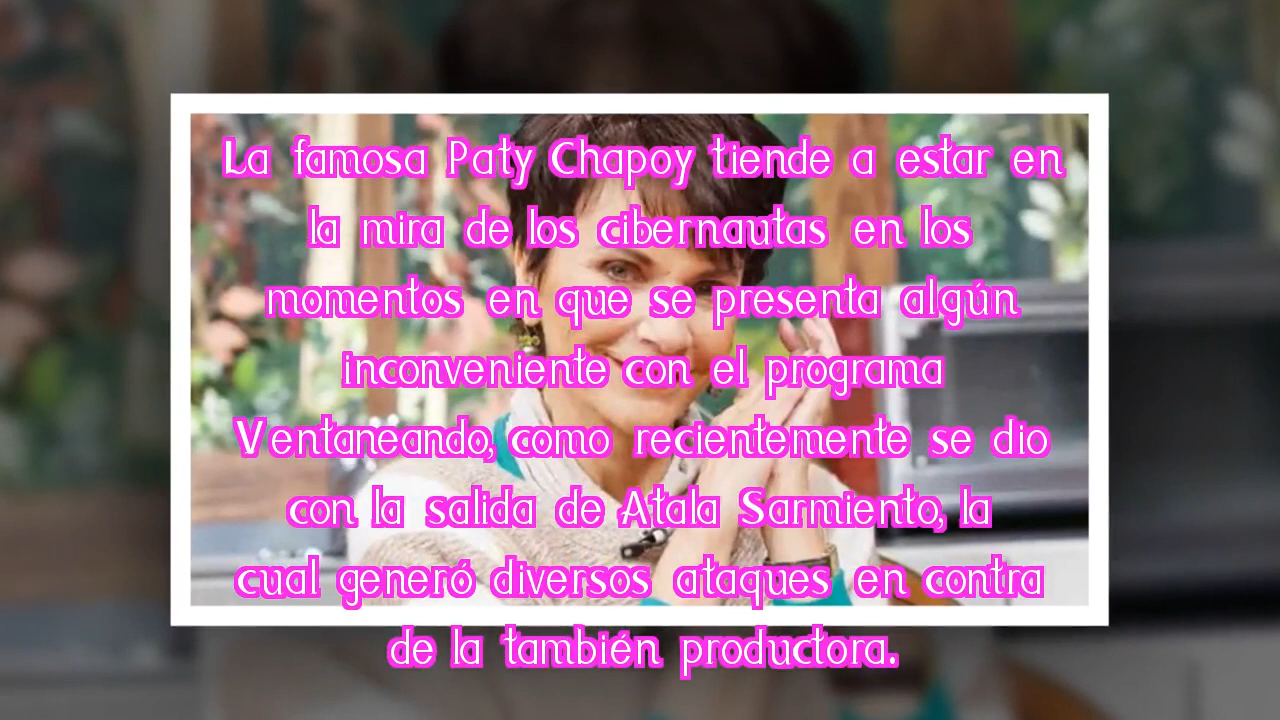 La famosa Paty Chapoy tiende a estar en
la mira de los cibernautas en los
momentos en que se presenta algún
inconveniente con el programa
Ventaneando, como recientemente se dio
con la salida de Atala Sarmiento, la
cual generó diversos ataques en contra
de la también productora.